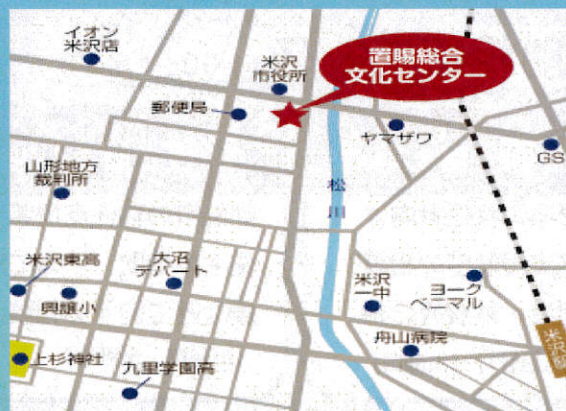 イオン
米沢店
米沢
市役所
置賜総合
文化センター
郵便局
ヤマザワ
GS
山形地方
裁判所
松川
米沢東高
大沼
デパート
興譲小
米沢
一中
ヨーク
ベニマル
米沢駅
上杉神社
九里学園高
舟山病院